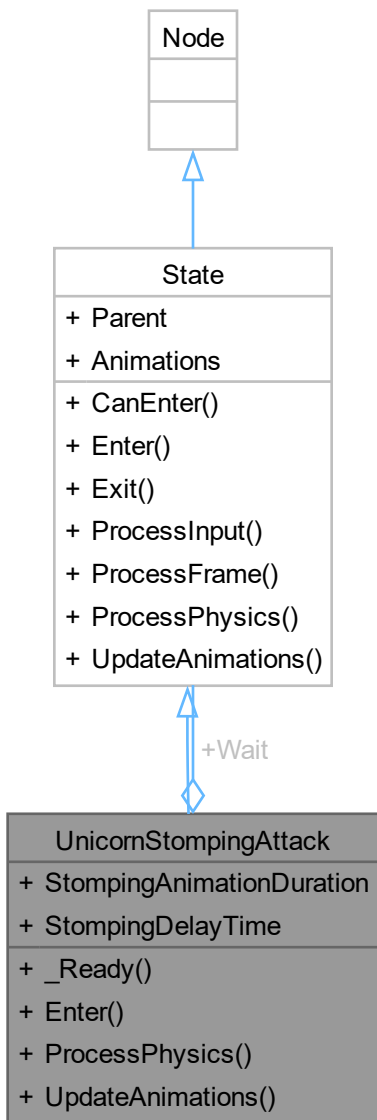 Node
State
+ Parent
+ Animations
+ CanEnter()
+ Enter()
+ Exit()
+ ProcessInput()
+ ProcessFrame()
+ ProcessPhysics()
+ UpdateAnimations()
+Wait
UnicornStompingAttack
+ StompingAnimationDuration
+ StompingDelayTime
+ _Ready()
+ Enter()
+ ProcessPhysics()
+ UpdateAnimations()